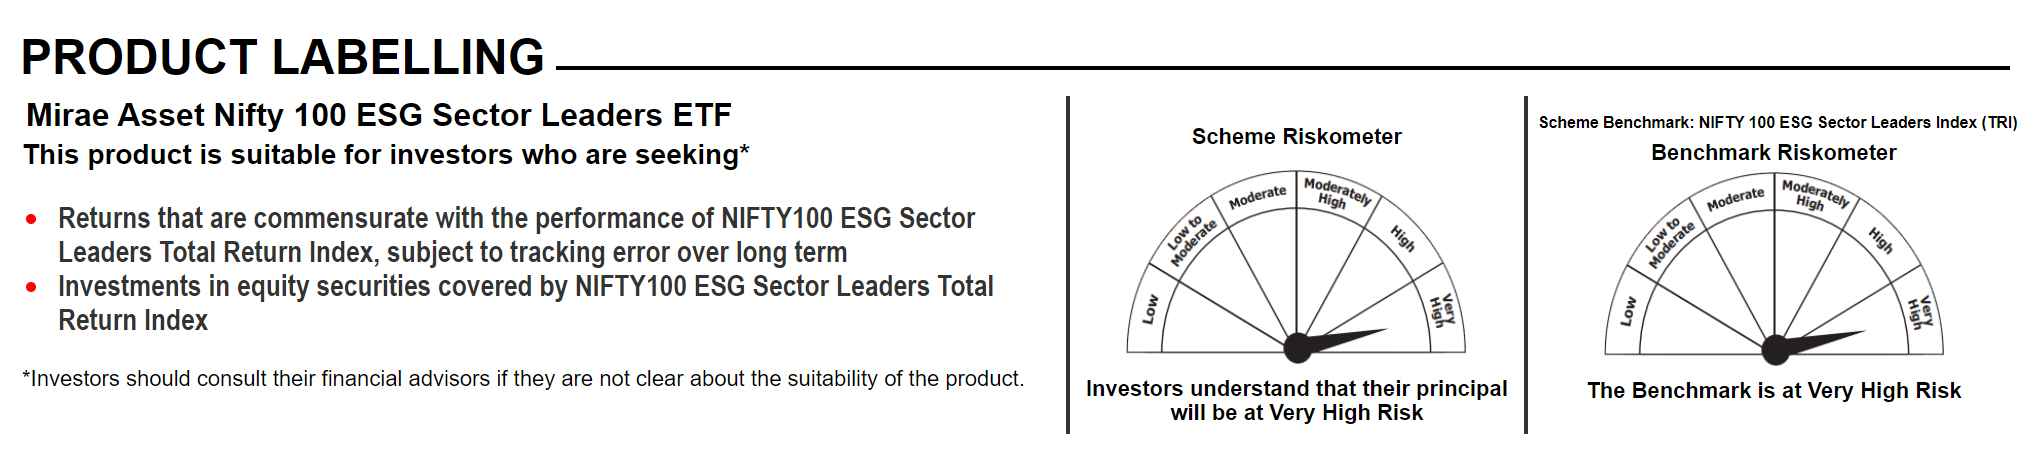 PRODUCT LABELLING
Mirae Asset Nifty 100 ESG Sector Leaders ETF
This product is suitable for investors who are seeking*
Returns that are commensurate with the performance of NIFTY100 ESG Sector
Leaders Total Return Index, subject to tracking error over long term
Investments in equity securities covered by NIFTY100 ESG Sector Leaders Total
Return Index
*Investors should consult their financial advisors if they are not clear about the suitability of the product.
Scheme Riskometer
Low
Low to
Moderate
Moderate
Moderately
High
High
Very
High
Investors understand that their principal
will be at Very High Risk
Scheme Benchmark: NIFTY 100 ESG Sector Leaders Index (TRI)
Benchmark Riskometer
Low
Low to
Moderate
Moderate
Moderately
High
High
Very
High
The Benchmark is at Very High Risk